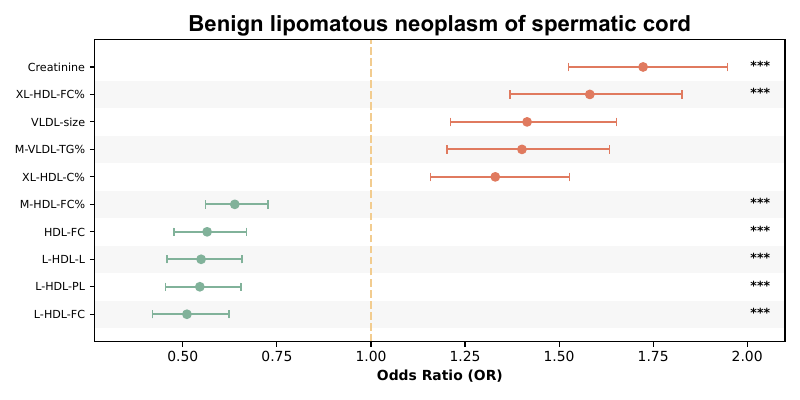 Benign lipomatous neoplasm of spermatic cord
Creatinine ***
XL-HDL-FC% ***
VLDL-size
M-VLDL-TG%
XL-HDL-C%
M-HDL-FC% ***
HDL-FC ***
L-HDL-L ***
L-HDL-PL ***
L-HDL-FC ***
0.50 0.75 1.00 1.25 1.50 1.75 2.00
Odds Ratio (OR)